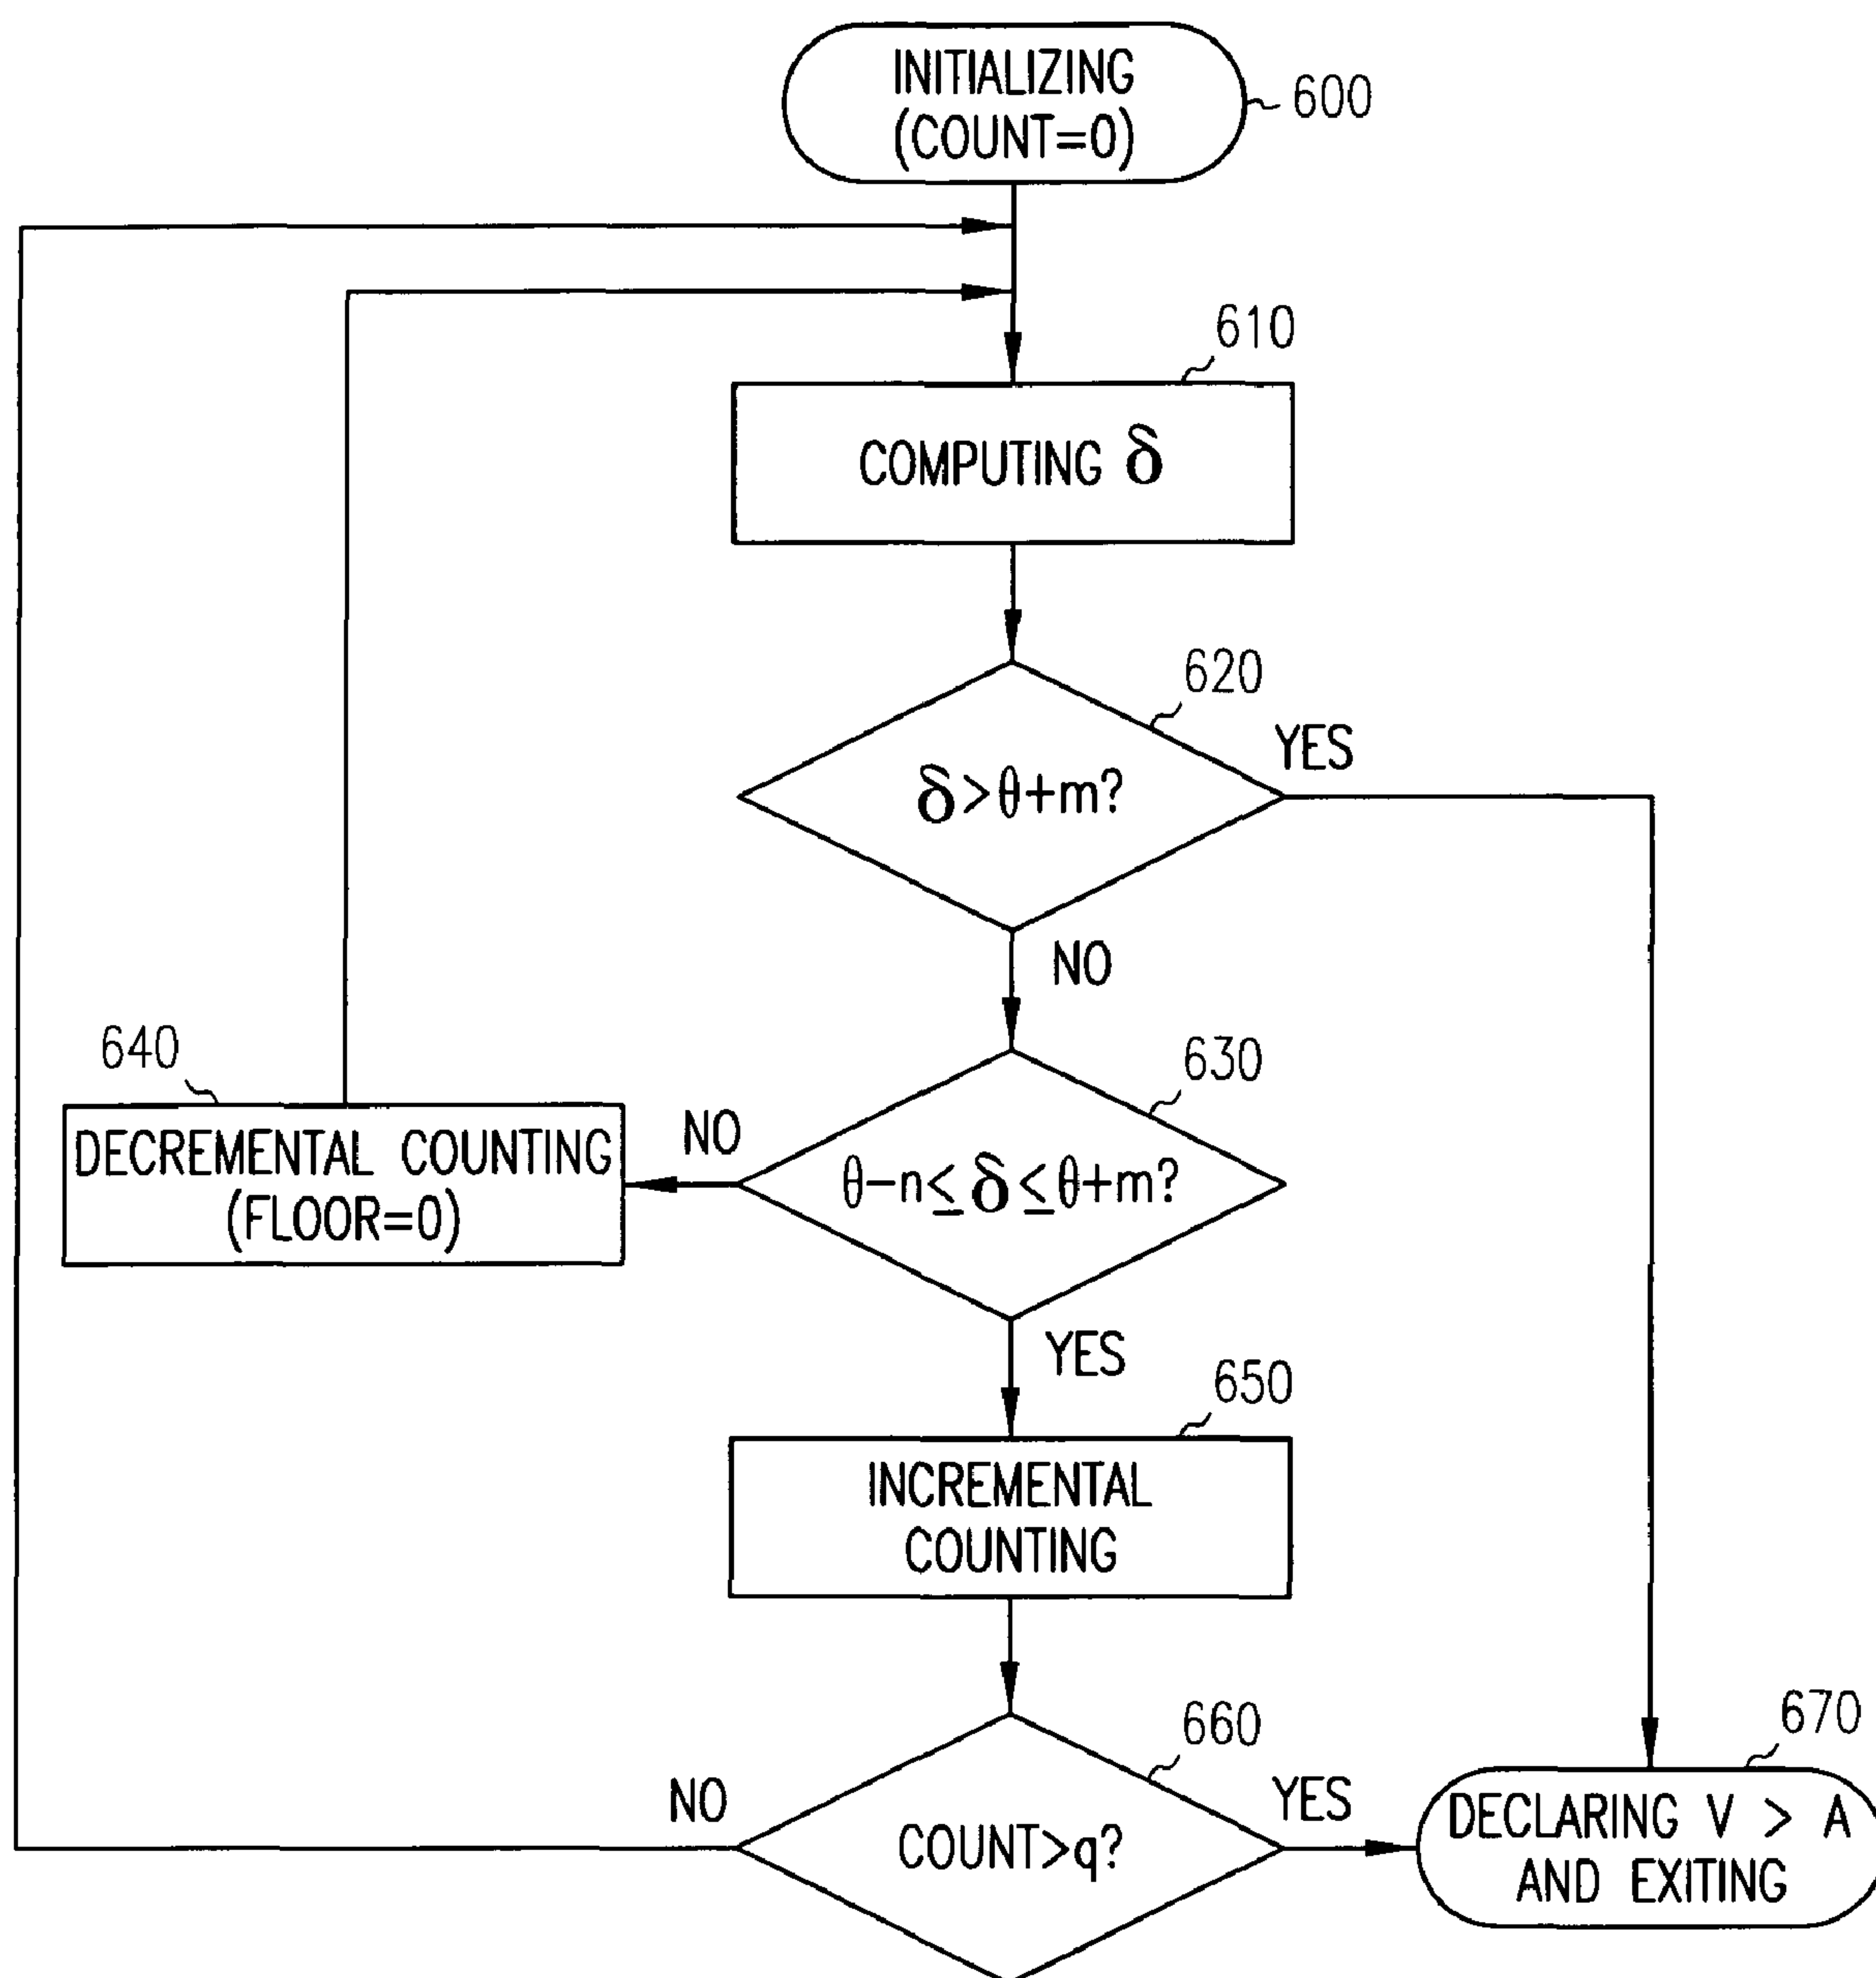 INITIALIZING
(COUNT=0)
600
610
COMPUTING δ
620
YES
δ>θ+m?
NO
640
630
DECREMENTAL COUNTING
(FLOOR=0)
NO
θ−n≤δ≤θ+m?
YES
650
INCREMENTAL
COUNTING
660
670
NO
YES
COUNT>q?
DECLARING V > A
AND EXITING